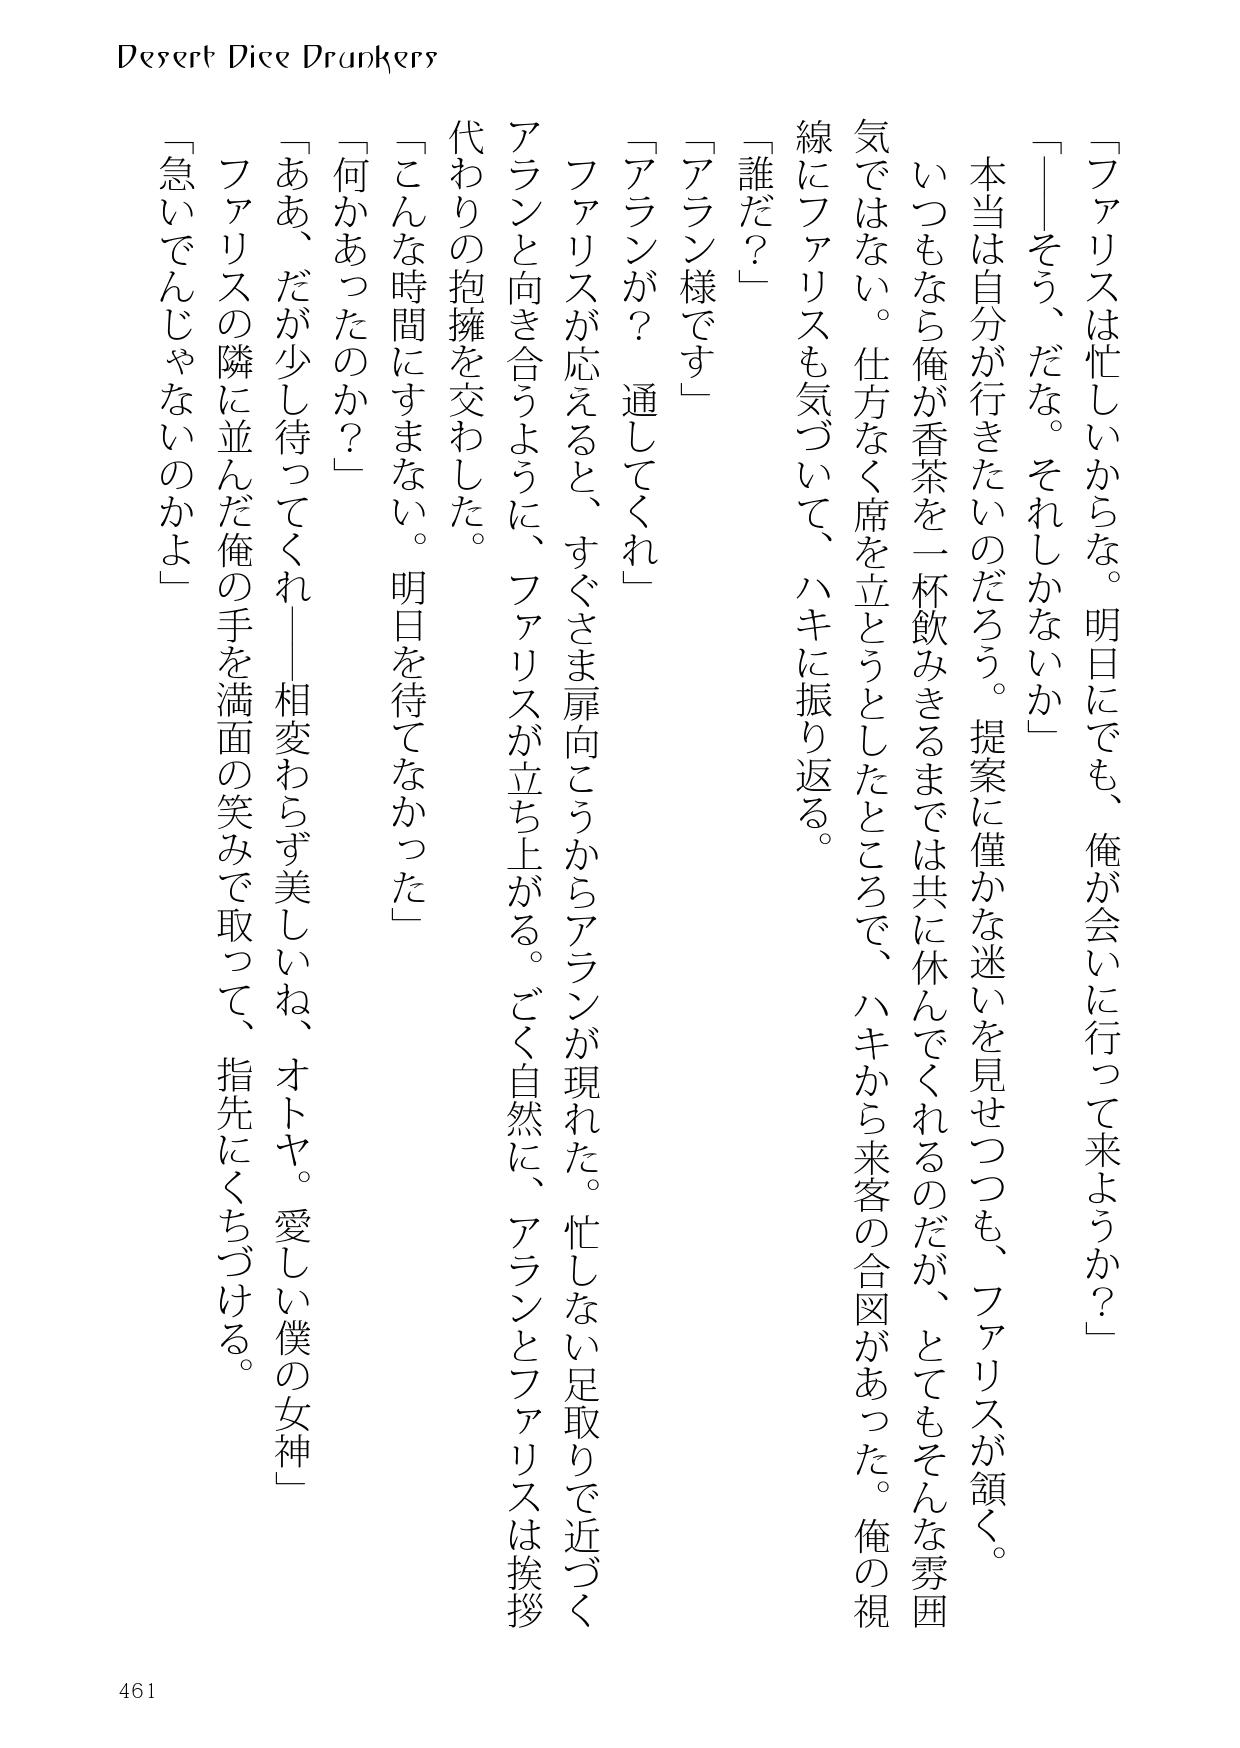 Desert Dice Drunkers
「ファリスは忙しいからな。明日にでも、俺が会いに行って来ようか？」
「――そう、だな。それしかないか」
　本当は自分が行きたいのだろう。提案に僅かな迷いを見せつつも、ファリスが頷く。
　いつもなら俺が香茶を一杯飲みきるまでは共に休んでくれるのだが、とてもそんな雰囲
気ではない。仕方なく席を立とうとしたところで、ハキから来客の合図があった。俺の視
線にファリスも気づいて、ハキに振り返る。
「誰だ？」
「アラン様です」
「アランが？　通してくれ」
　ファリスが応えると、すぐさま扉向こうからアランが現れた。忙しない足取りで近づく
アランと向き合うように、ファリスが立ち上がる。ごく自然に、アランとファリスは挨拶
代わりの抱擁を交わした。
「こんな時間にすまない。明日を待てなかった」
「何かあったのか？」
「ああ、だが少し待ってくれ――相変わらず美しいね、オトヤ。愛しい僕の女神」
　ファリスの隣に並んだ俺の手を満面の笑みで取って、指先にくちづける。
「急いでんじゃないのかよ」
461